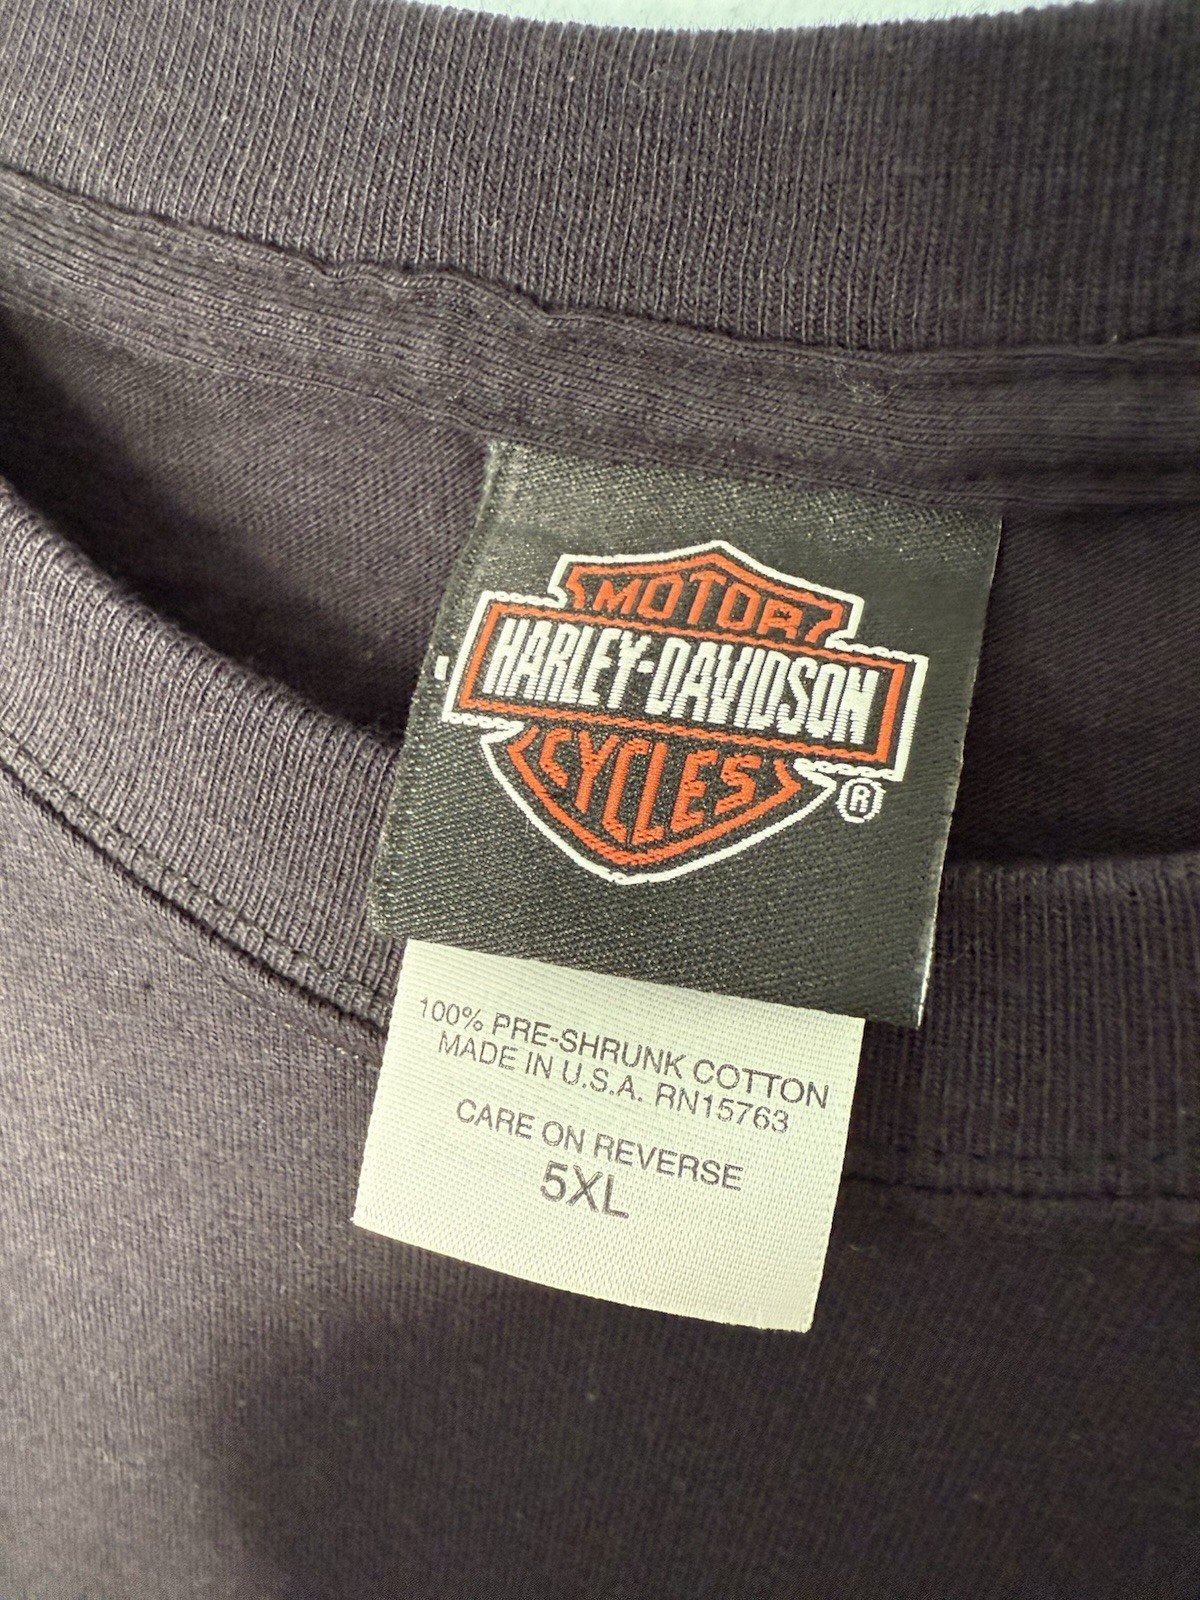 MOTOR
HARLEY-DAVIDSON
CYCLES
®
100% PRE-SHRUNK COTTON
MADE IN U.S.A. RN15763
CARE ON REVERSE
5XL